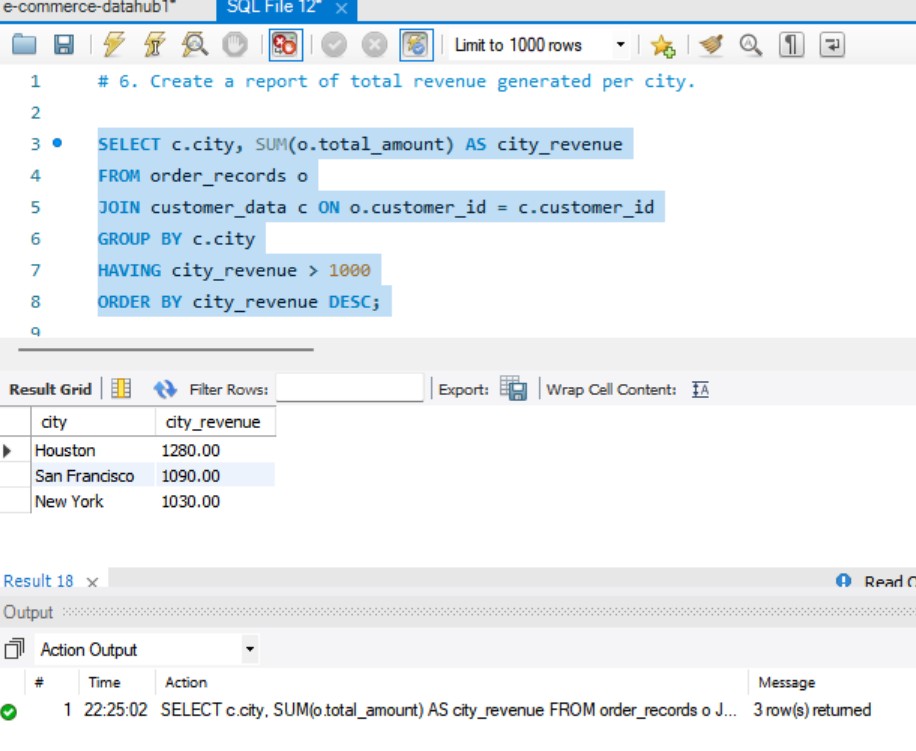 e-commerce-datahub1* SQL File 12* ×
Limit to 1000 rows
1 # 6. Create a report of total revenue generated per city.
2
3 SELECT c.city, SUM(o.total_amount) AS city_revenue
4 FROM order_records o
5 JOIN customer_data c ON o.customer_id = c.customer_id
6 GROUP BY c.city
7 HAVING city_revenue > 1000
8 ORDER BY city_revenue DESC;
9
Result Grid Filter Rows: Export: Wrap Cell Content: IA
city city_revenue
Houston 1280.00
San Francisco 1090.00
New York 1030.00
Result 18 × Read
Output
Action Output
# Time Action Message
1 22:25:02 SELECT c.city, SUM(o.total_amount) AS city_revenue FROM order_records o J... 3 row(s) returned